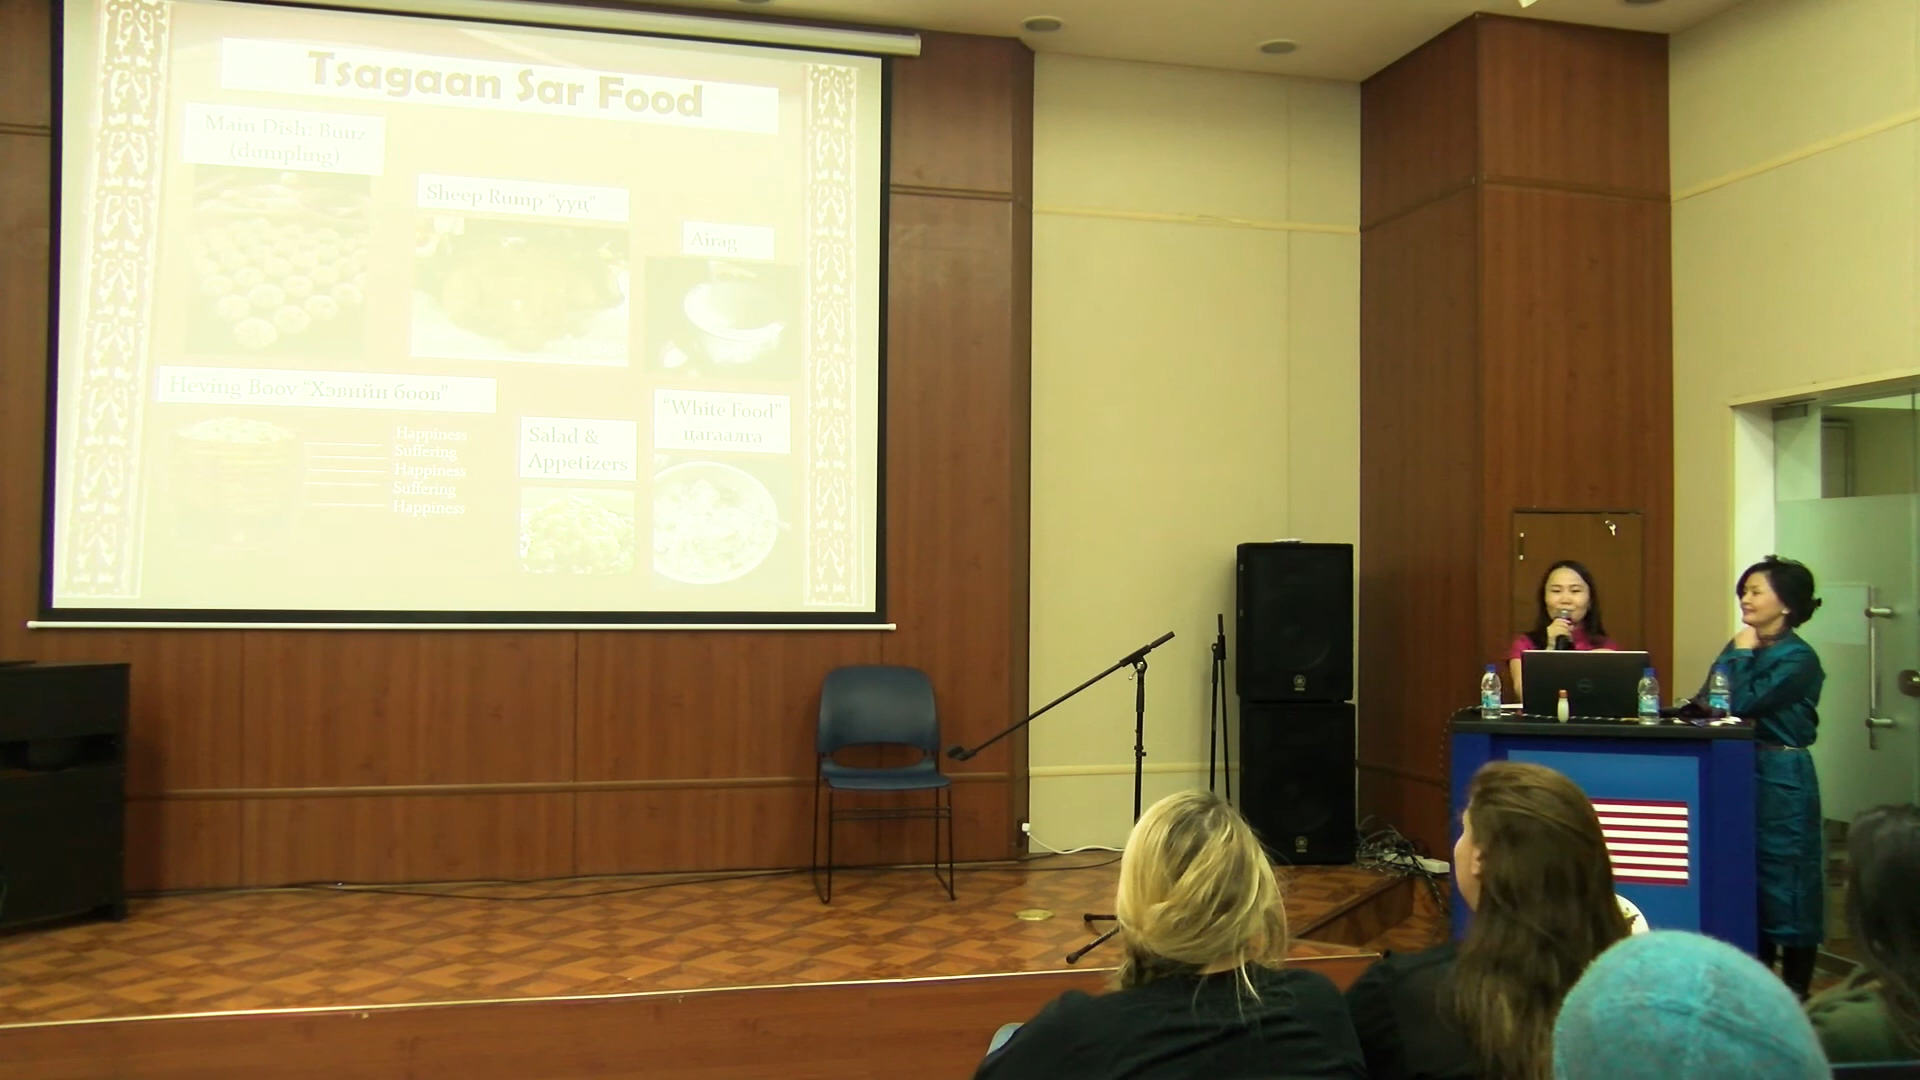 Tsagaan Sar Food
Main Dish: Buuz
(dumpling)
Sheep Rump "ууц"
Airag
Heving Boov "Хэвийн боов"
Happiness
Suffering
Happiness
Suffering
Happiness
Salad &
Appetizers
"White Food"
цагаалга